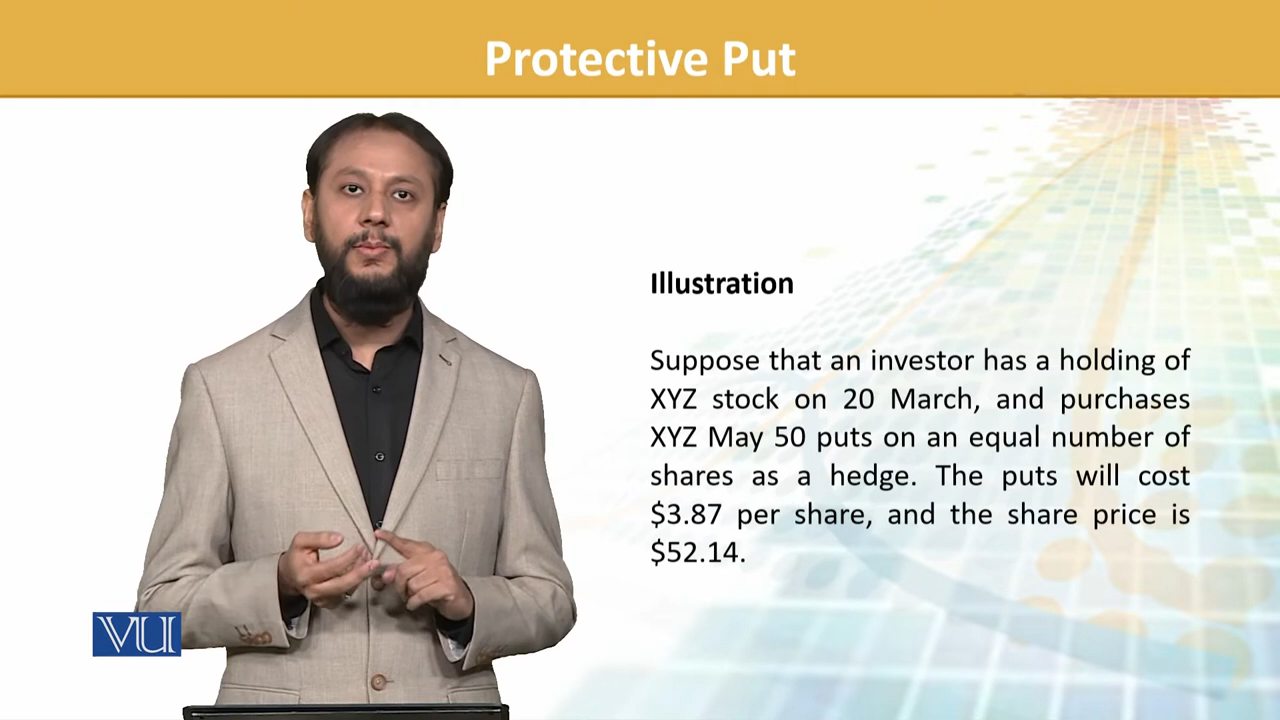 Protective Put
Illustration
Suppose that an investor has a holding of
XYZ stock on 20 March, and purchases
XYZ May 50 puts on an equal number of
shares as a hedge. The puts will cost
$3.87 per share, and the share price is
$52.14.
VU